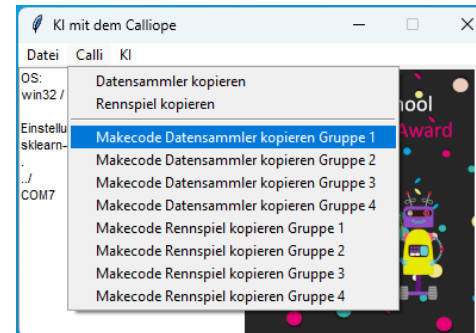 KI mit dem Calliope
Datei Calli KI
OS:
win32 /
Einstellu
sklearn-
.
../
COM7
Datensammler kopieren
Rennspiel kopieren
Makecode Datensammler kopieren Gruppe 1
Makecode Datensammler kopieren Gruppe 2
Makecode Datensammler kopieren Gruppe 3
Makecode Datensammler kopieren Gruppe 4
Makecode Rennspiel kopieren Gruppe 1
Makecode Rennspiel kopieren Gruppe 2
Makecode Rennspiel kopieren Gruppe 3
Makecode Rennspiel kopieren Gruppe 4
Award